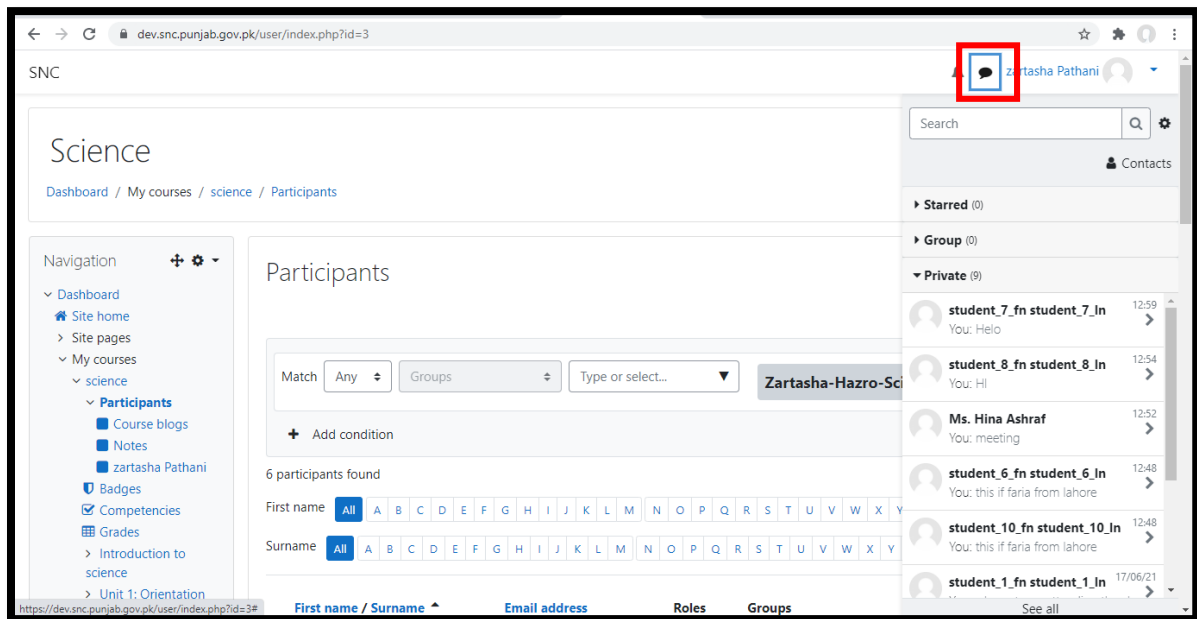 dev.snc.punjab.gov.pk/user/index.php?id=3
SNC
zartasha Pathani
Science
Dashboard / My courses / science / Participants
Navigation
Dashboard
Site home
Site pages
My courses
science
Participants
Course blogs
Notes
zartasha Pathani
Badges
Competencies
Grades
Introduction to
science
Unit 1: Orientation
https://dev.snc.punjab.gov.pk/user/index.php?id=3#
Participants
Match Any Groups Type or select... Zartasha-Hazro-Sci
Add condition
6 participants found
First name All A B C D E F G H I J K L M N O P Q R S T U V W X Y
Surname All A B C D E F G H I J K L M N O P Q R S T U V W X Y
First name / Surname Email address Roles Groups
Search
Contacts
Starred (0)
Group (0)
Private (9)
student_7_fn student_7_ln 12:59
You: Helo
student_8_fn student_8_ln 12:54
You: HI
Ms. Hina Ashraf 12:52
You: meeting
student_6_fn student_6_ln 12:48
You: this if faria from lahore
student_10_fn student_10_ln 12:48
You: this if faria from lahore
student_1_fn student_1_ln 17/06/21
See all